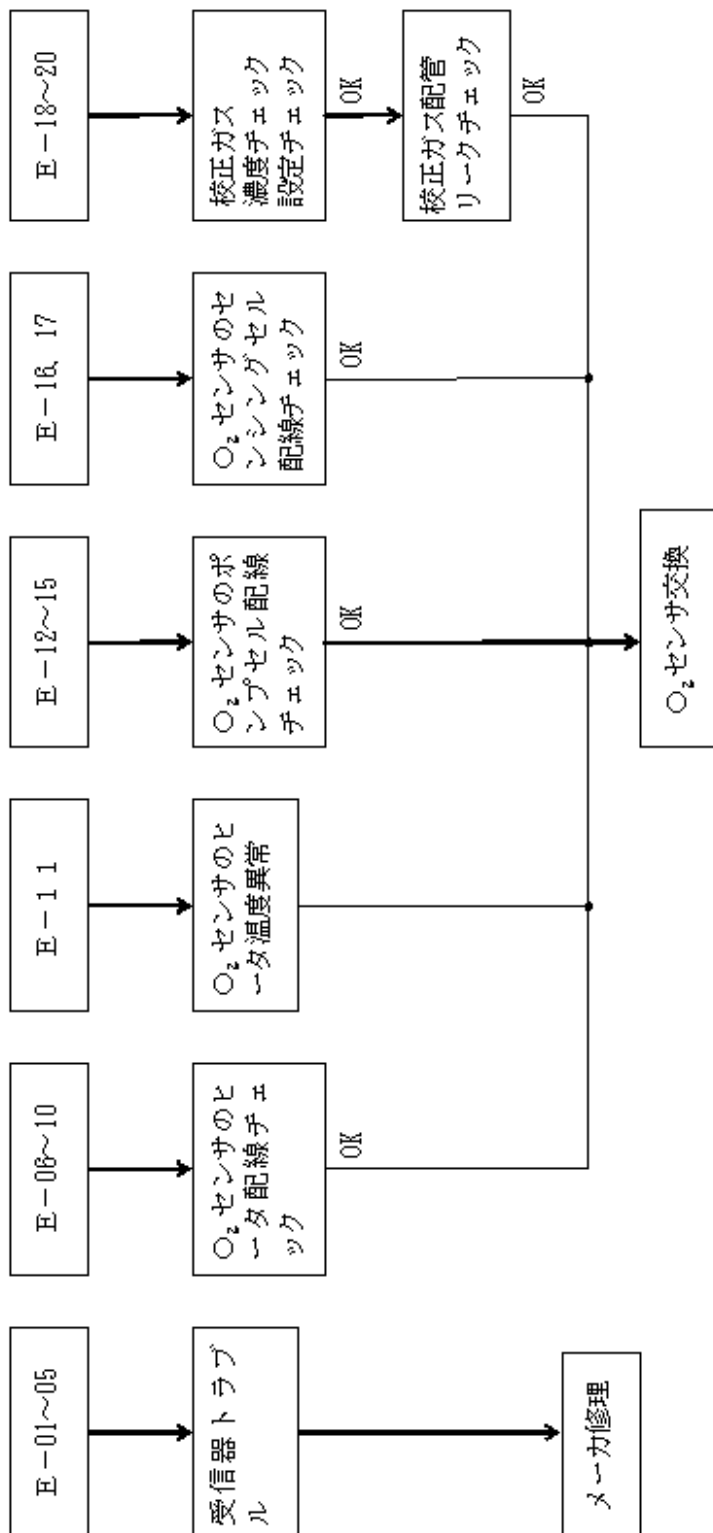 E－01～05
受信器トラブ
ル
メーカ修理
E－06～10
O₂センサのヒ
ータ配線チェ
ック
OK
E－11
O₂センサのヒ
ータ温度異常
E－12～15
O₂センサのポ
ンプセル配線
チェック
OK
O₂センサ交換
E－16、17
O₂センサのセ
ンシングセル
配線チェック
OK
E－18～20
校正ガス
濃度チェック
設定チェック
OK
校正ガス配管
リークチェック
OK